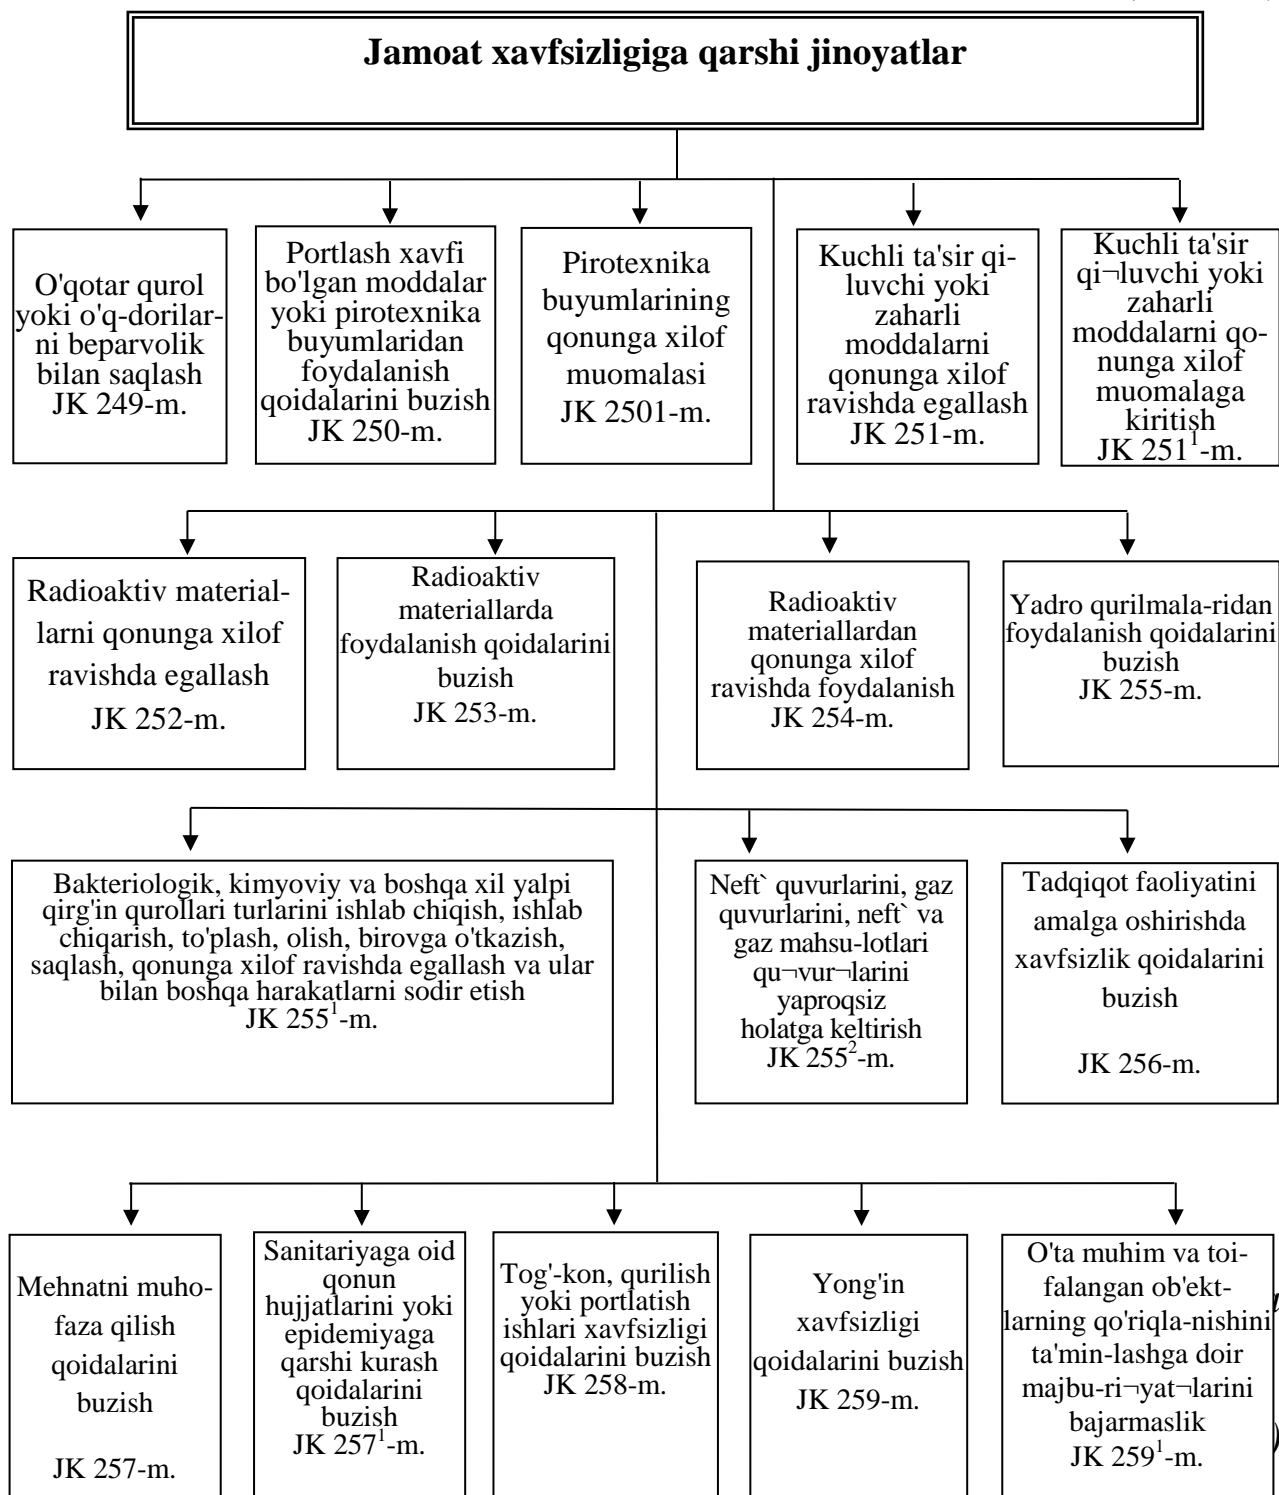 Jamoat xavfsizligiga qarshi jinoyatlar
O'qotar qurol
yoki o'q-dorilar-
ni beparvolik
bilan saqlash
JK 249-m.
Portlash xavfi
bo'lgan moddalar
yoki pirotexnika
buyumlaridan
foydalanish
qoidalarini buzish
JK 250-m.
Pirotexnika
buyumlarining
qonunga xilof
muomalasi
JK 2501-m.
Kuchli ta'sir qi-
luvchi yoki
zaharli
moddalarni
qonunga xilof
ravishda egallash
JK 251-m.
Kuchli ta'sir
qi¬luvchi yoki
zaharli
moddalarni qo-
nunga xilof
muomalaga
kiritish
JK 251¹-m.
Radioaktiv material-
larni qonunga xilof
ravishda egallash
JK 252-m.
Radioaktiv
materiallarda
foydalanish qoidalarini
buzish
JK 253-m.
Radioaktiv
materiallardan
qonunga xilof
ravishda foydalanish
JK 254-m.
Yadro qurilmala-ridan
foydalanish qoidalarini
buzish
JK 255-m.
Bakteriologik, kimyoviy va boshqa xil yalpi
qirg'in qurollari turlarini ishlab chiqish, ishlab
chiqarish, to'plash, olish, birovga o'tkazish,
saqlash, qonunga xilof ravishda egallash va ular
bilan boshqa harakatlarni sodir etish
JK 255¹-m.
Neft` quvurlarini, gaz
quvurlarini, neft` va
gaz mahsu-lotlari
qu¬vur¬larini
yaproqsiz
holatga keltirish
JK 255²-m.
Tadqiqot faoliyatini
amalga oshirishda
xavfsizlik qoidalarini
buzish
JK 256-m.
Mehnatni muho-
faza qilish
qoidalarini
buzish
JK 257-m.
Sanitariyaga oid
qonun
hujjatlarini yoki
epidemiyaga
qarshi kurash
qoidalarini
buzish
JK 257¹-m.
Tog'-kon, qurilish
yoki portlatish
ishlari xavfsizligi
qoidalarini buzish
JK 258-m.
Yong'in
xavfsizligi
qoidalarini buzish
JK 259-m.
O'ta muhim va toi-
falangan ob'ekt-
larning qo'riqla-nishini
ta'min-lashga doir
majbu-ri¬yat¬larini
bajarmaslik
JK 259¹-m.
)